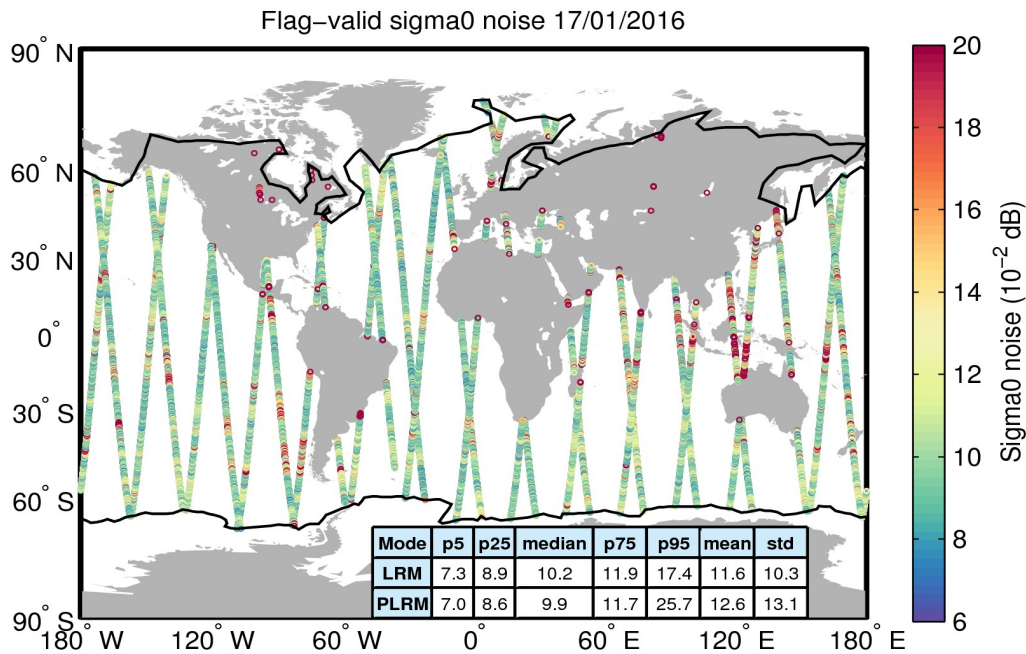 Flag−valid sigma0 noise 17/01/2016
90° N
60° N
30° N
0°
30° S
60° S
90° S
180° W
120° W
60° W
0°
60° E
120° E
180° E
Mode p5 p25 median p75 p95 mean std
LRM 7.3 8.9 10.2 11.9 17.4 11.6 10.3
PLRM 7.0 8.6 9.9 11.7 25.7 12.6 13.1
20
18
16
14
12
10
8
6
Sigma0 noise (10⁻² dB)